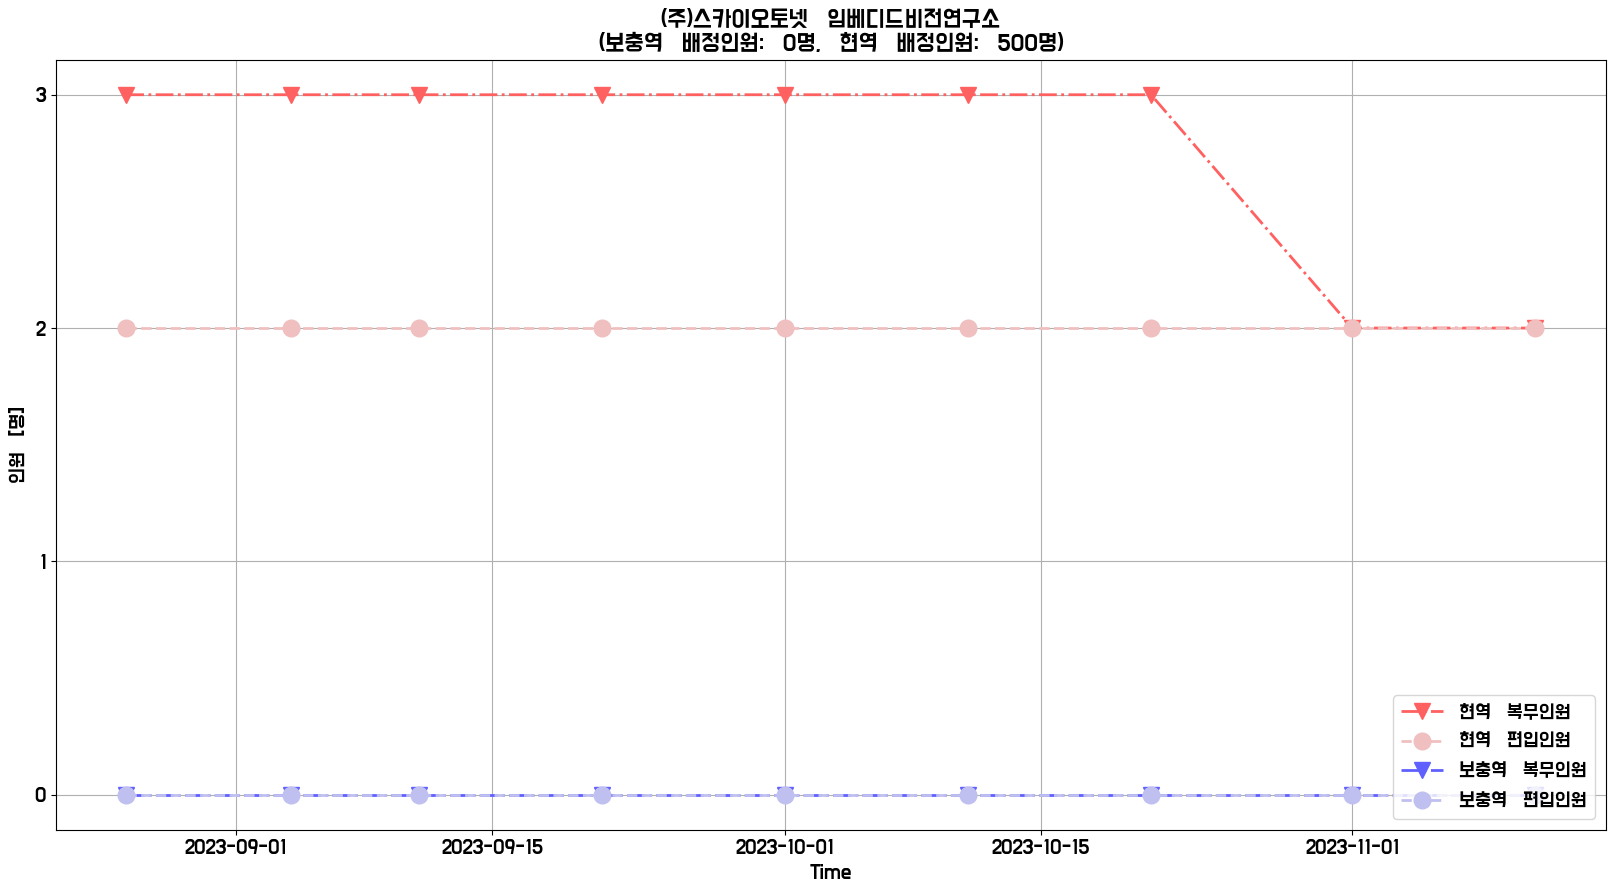 (주)스카이오토넷 임베디드비전연구소
(보충역 배정인원: 0명, 현역 배정인원: 500명)
3
2
1
0
인원 [명]
2023-09-01 2023-09-15 2023-10-01 2023-10-15 2023-11-01
Time
현역 복무인원
현역 편입인원
보충역 복무인원
보충역 편입인원